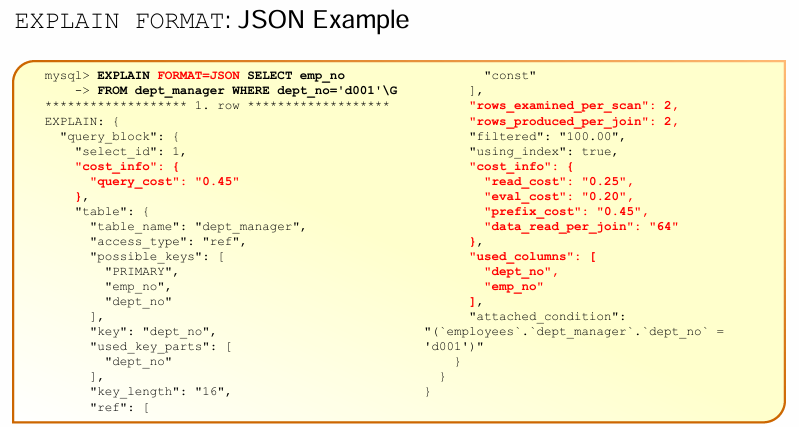 EXPLAIN FORMAT: JSON Example
mysql> EXPLAIN FORMAT=JSON SELECT emp_no
    -> FROM dept_manager WHERE dept_no='d001'\G
******************* 1. row *******************
EXPLAIN: {
  "query_block": {
    "select_id": 1,
    "cost_info": {
      "query_cost": "0.45"
    },
    "table": {
      "table_name": "dept_manager",
      "access_type": "ref",
      "possible_keys": [
        "PRIMARY",
        "emp_no",
        "dept_no"
      ],
      "key": "dept_no",
      "used_key_parts": [
        "dept_no"
      ],
      "key_length": "16",
      "ref": [
        "const"
      ],
      "rows_examined_per_scan": 2,
      "rows_produced_per_join": 2,
      "filtered": "100.00",
      "using_index": true,
      "cost_info": {
        "read_cost": "0.25",
        "eval_cost": "0.20",
        "prefix_cost": "0.45",
        "data_read_per_join": "64"
      },
      "used_columns": [
        "dept_no",
        "emp_no"
      ],
      "attached_condition":
"(`employees`.`dept_manager`.`dept_no` =
'd001')"
    }
  }
}